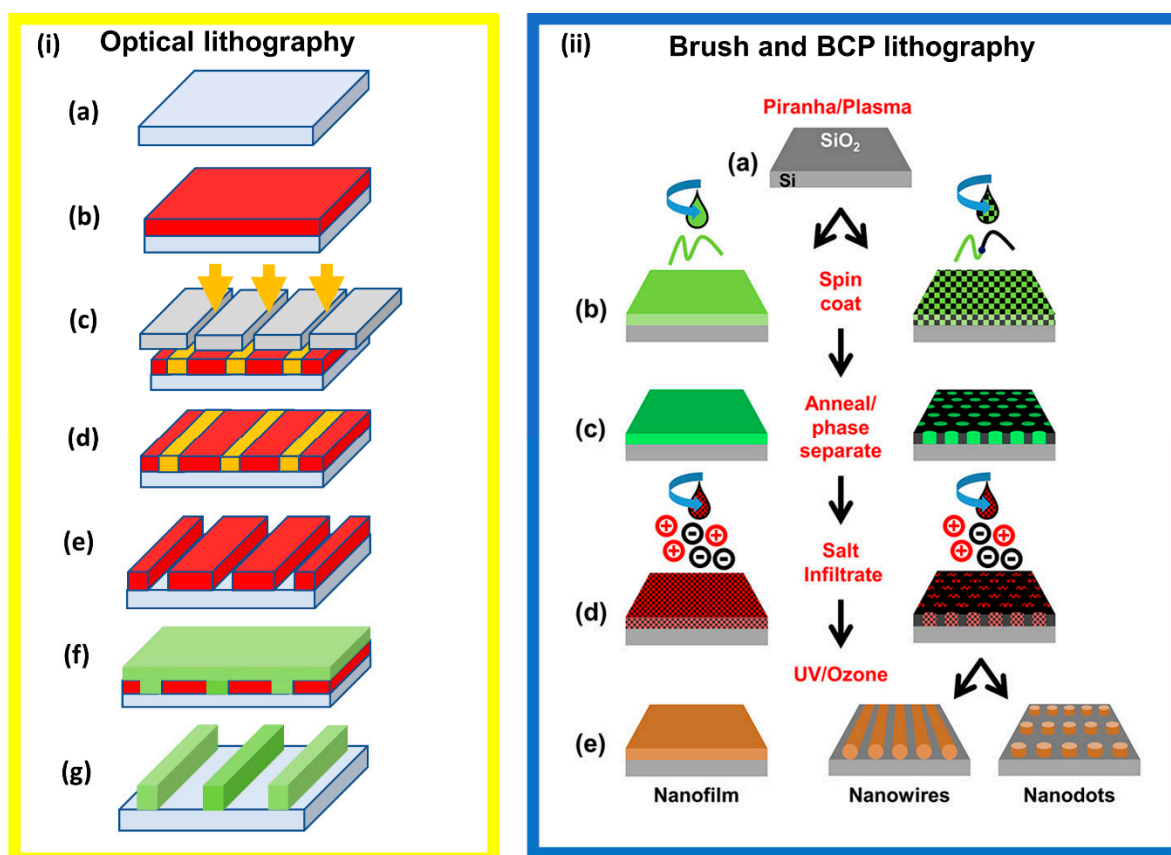 (i) Optical lithography
(a)
(b)
(c)
(d)
(e)
(f)
(g)
(ii) Brush and BCP lithography
Piranha/Plasma
SiO₂
(a)
Si
Spin
coat
(b)
Anneal/
phase
separate
(c)
+ - +
+ - -
+ - +
+ - -
Salt
Infiltrate
(d)
UV/Ozone
(e)
Nanofilm Nanowires Nanodots